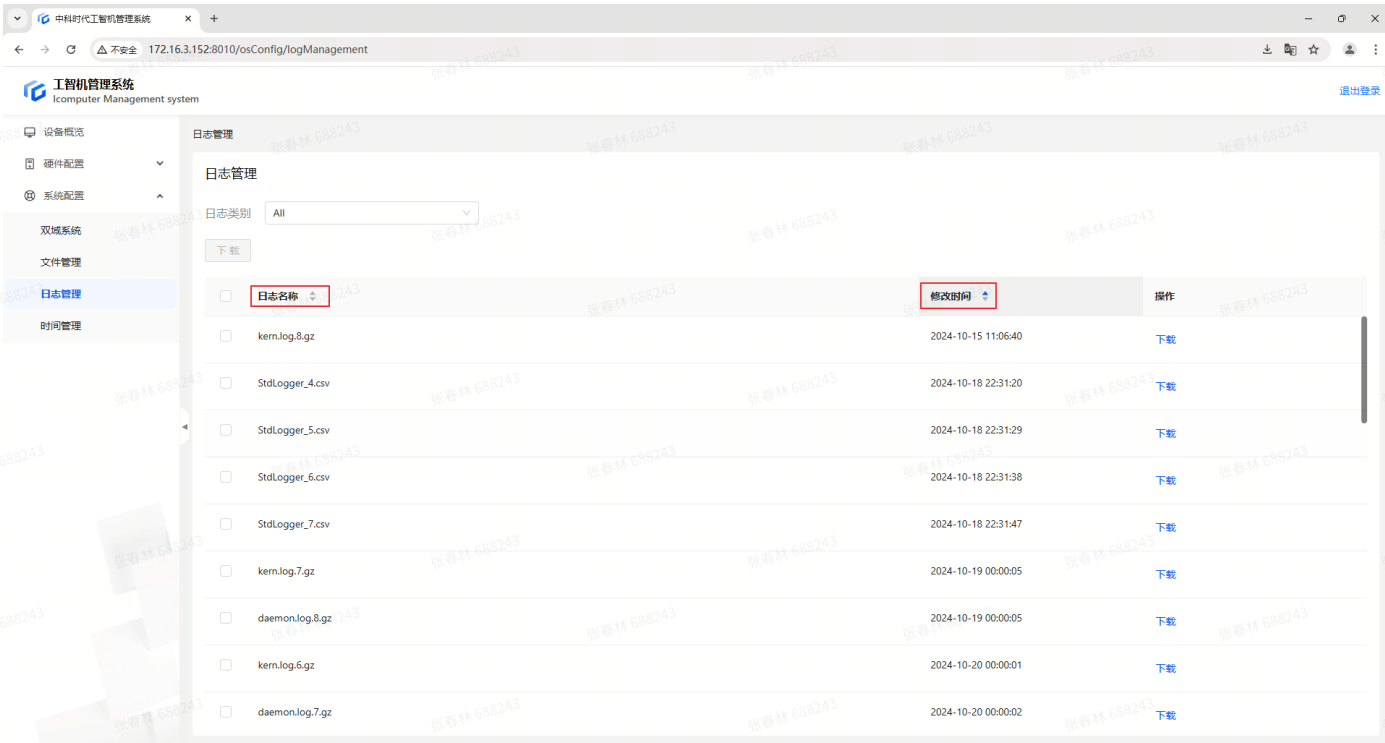 中科时代工智机管理系统
不安全 172.16.3.152:8010/osConfig/logManagement
工智机管理系统
Icomputer Management system
退出登录
设备概览
硬件配置
系统配置
双域系统
文件管理
日志管理
时间管理
日志管理
日志管理
日志类别 All
下载
日志名称 修改时间 操作
kern.log.8.gz 2024-10-15 11:06:40 下载
StdLogger_4.csv 2024-10-18 22:31:20 下载
StdLogger_5.csv 2024-10-18 22:31:29 下载
StdLogger_6.csv 2024-10-18 22:31:38 下载
StdLogger_7.csv 2024-10-18 22:31:47 下载
kern.log.7.gz 2024-10-19 00:00:05 下载
daemon.log.8.gz 2024-10-19 00:00:05 下载
kern.log.6.gz 2024-10-20 00:00:01 下载
daemon.log.7.gz 2024-10-20 00:00:02 下载
张春林 688243